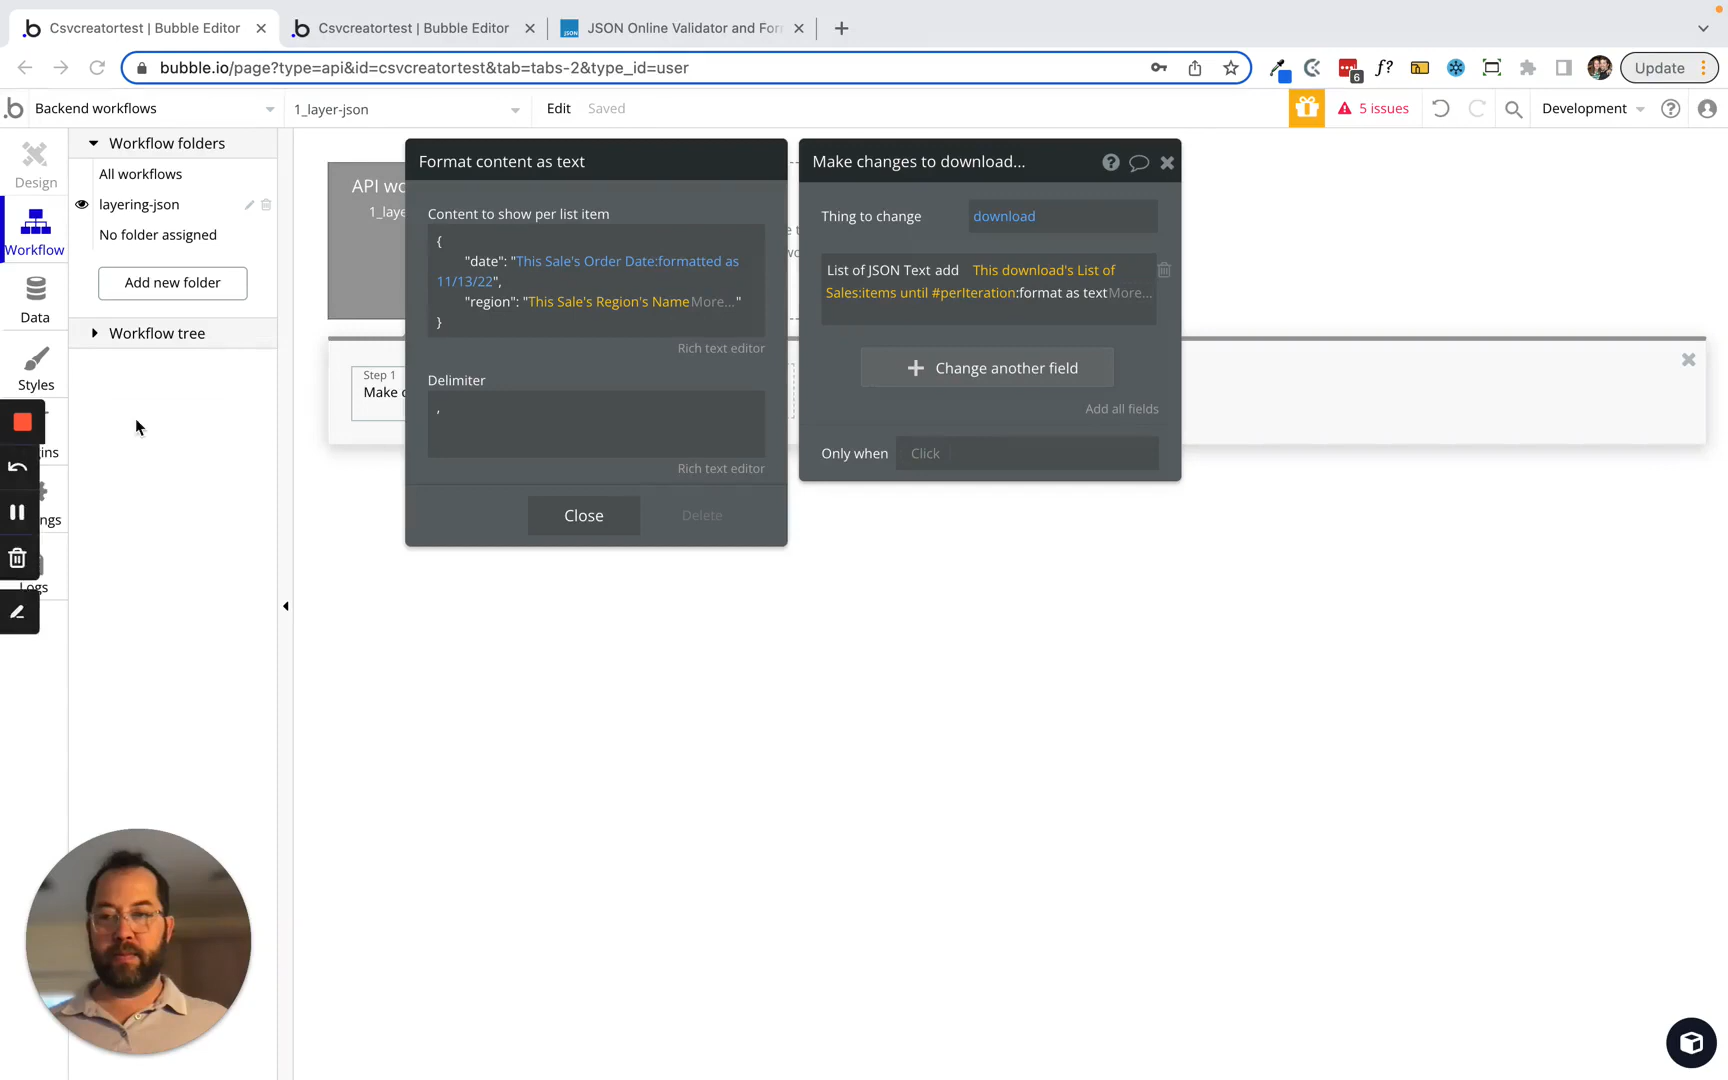 Csvcreatortest | Bubble Editor
Csvcreatortest | Bubble Editor
JSON Online Validator and For
bubble.io/page?type=api&id=csvcreatortest&tab=tabs-2&type_id=user
6
f?
Update
Backend workflows
1_layer-json
Edit
Saved
5 issues
Development
Design
Workflow
Data
Styles
ins
ngs
Logs
Workflow folders
All workflows
layering-json
No folder assigned
Add new folder
Workflow tree
API wo
1_laye
Step 1
Make c
Format content as text
Content to show per list item
{
"date": "This Sale's Order Date:formatted as
11/13/22",
"region": "This Sale's Region's NameMore..."
}
Rich text editor
Delimiter
,
Rich text editor
Close
Delete
Make changes to download...
Thing to change
download
List of JSON Text add This download's List of
Sales:items until #perIteration:format as textMore...
Change another field
Add all fields
Only when
Click